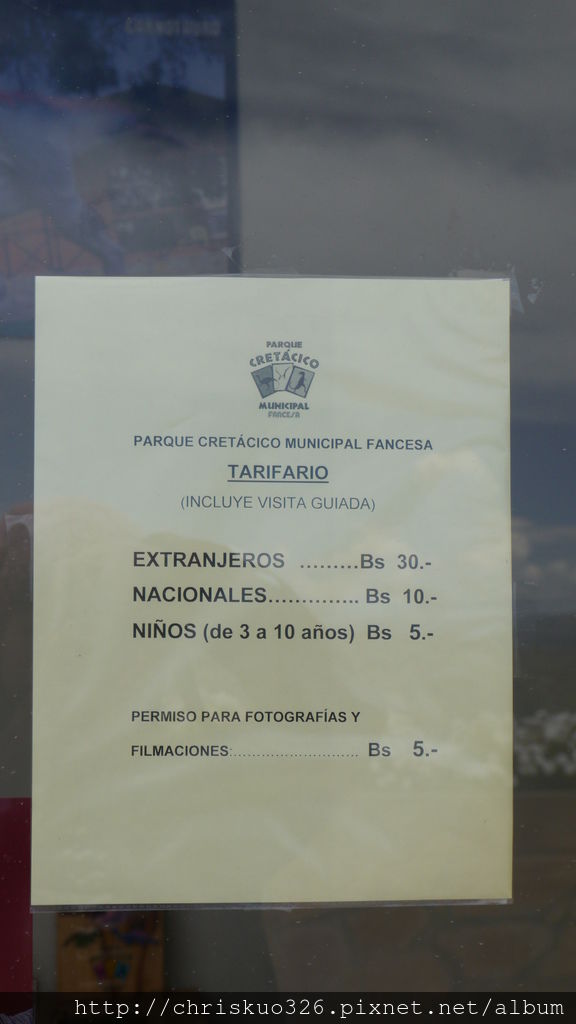 CARNOTAURO
PARQUE
CRETÁCICO
MUNICIPAL
FANCESA
PARQUE CRETÁCICO MUNICIPAL FANCESA
TARIFARIO
(INCLUYE VISITA GUIADA)
EXTRANJEROS .........Bs 30.-
NACIONALES.............. Bs 10.-
NIÑOS (de 3 a 10 años) Bs 5.-
PERMISO PARA FOTOGRAFÍAS Y
FILMACIONES:........................... Bs 5.-
http://chriskuo326.pixnet.net/album